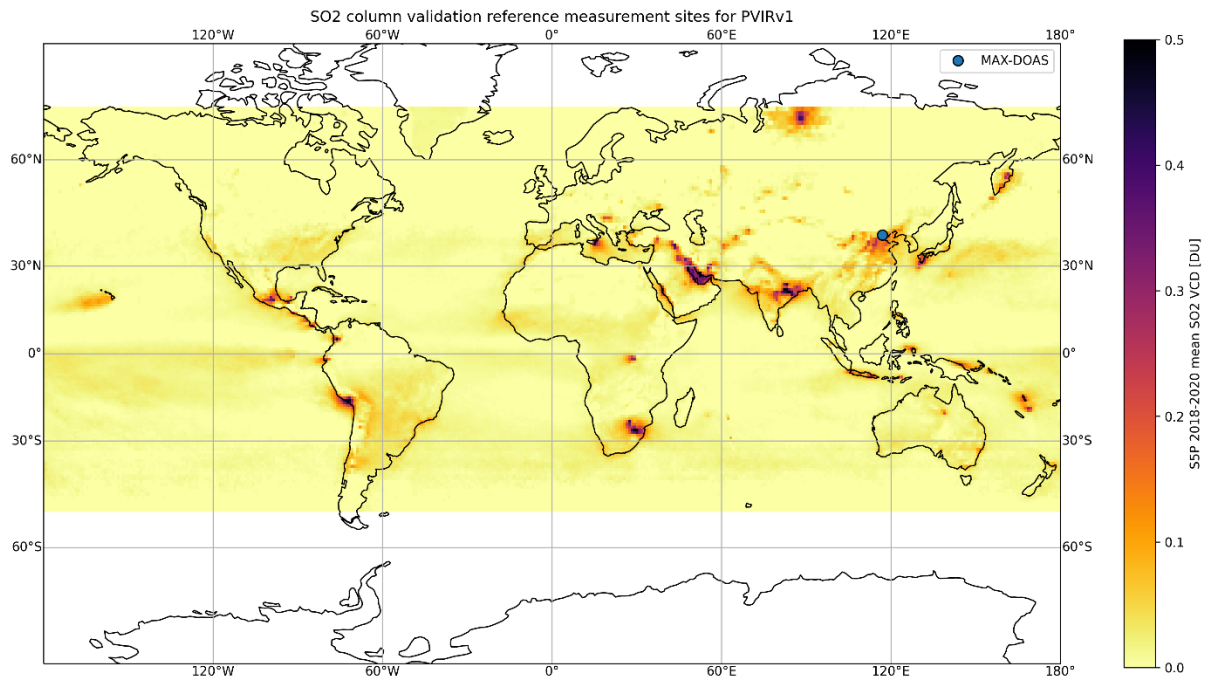 SO2 column validation reference measurement sites for PVIRv1
120°W 60°W 0° 60°E 120°E 180°
MAX-DOAS
0.5
60°N 60°N
0.4
30°N 30°N
0.3
S5P 2018-2020 mean SO2 VCD [DU]
0° 0°
0.2
30°S 30°S
0.1
60°S 60°S
0.0
120°W 60°W 0° 60°E 120°E 180°